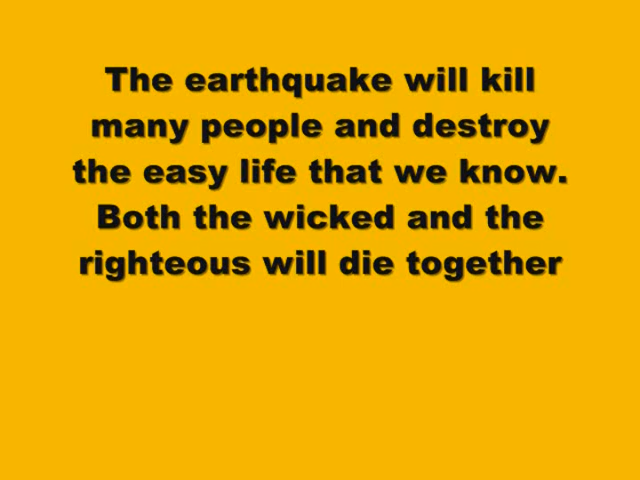 The earthquake will kill
many people and destroy
the easy life that we know.
Both the wicked and the
righteous will die together